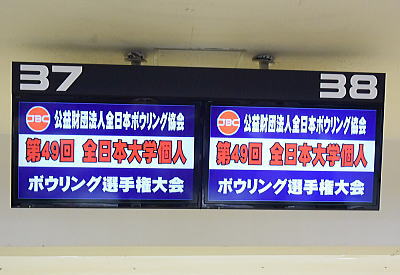 37
38
JBC 公益財団法人全日本ボウリング協会
第49回 全日本大学個人
ボウリング選手権大会
JBC 公益財団法人全日本ボウリング協会
第49回 全日本大学個人
ボウリング選手権大会